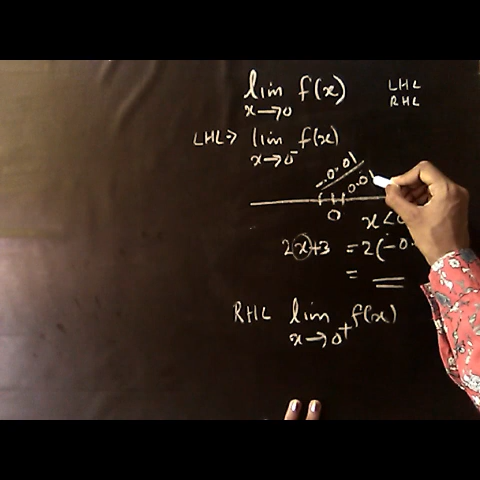 lim f(x)
x→0
LHL
RHL
LHL⇒ lim f(x)
x→0⁻
-0.01
0.01
0
x<0
2x+3 = 2(-0.
=
RHL lim f(x)
x→0⁺